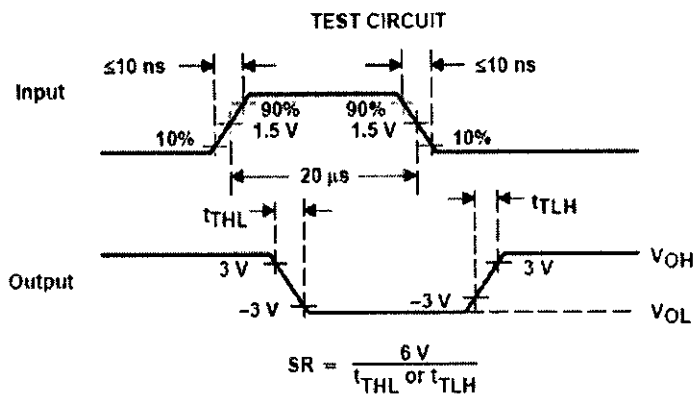 TEST CIRCUIT
≤10 ns
≤10 ns
Input
90%
90%
1.5 V
1.5 V
10%
10%
20 µs
tTHL
tTLH
Output
3 V
3 V
VOH
–3 V
–3 V
VOL
SR = 6 V / tTHL or tTLH